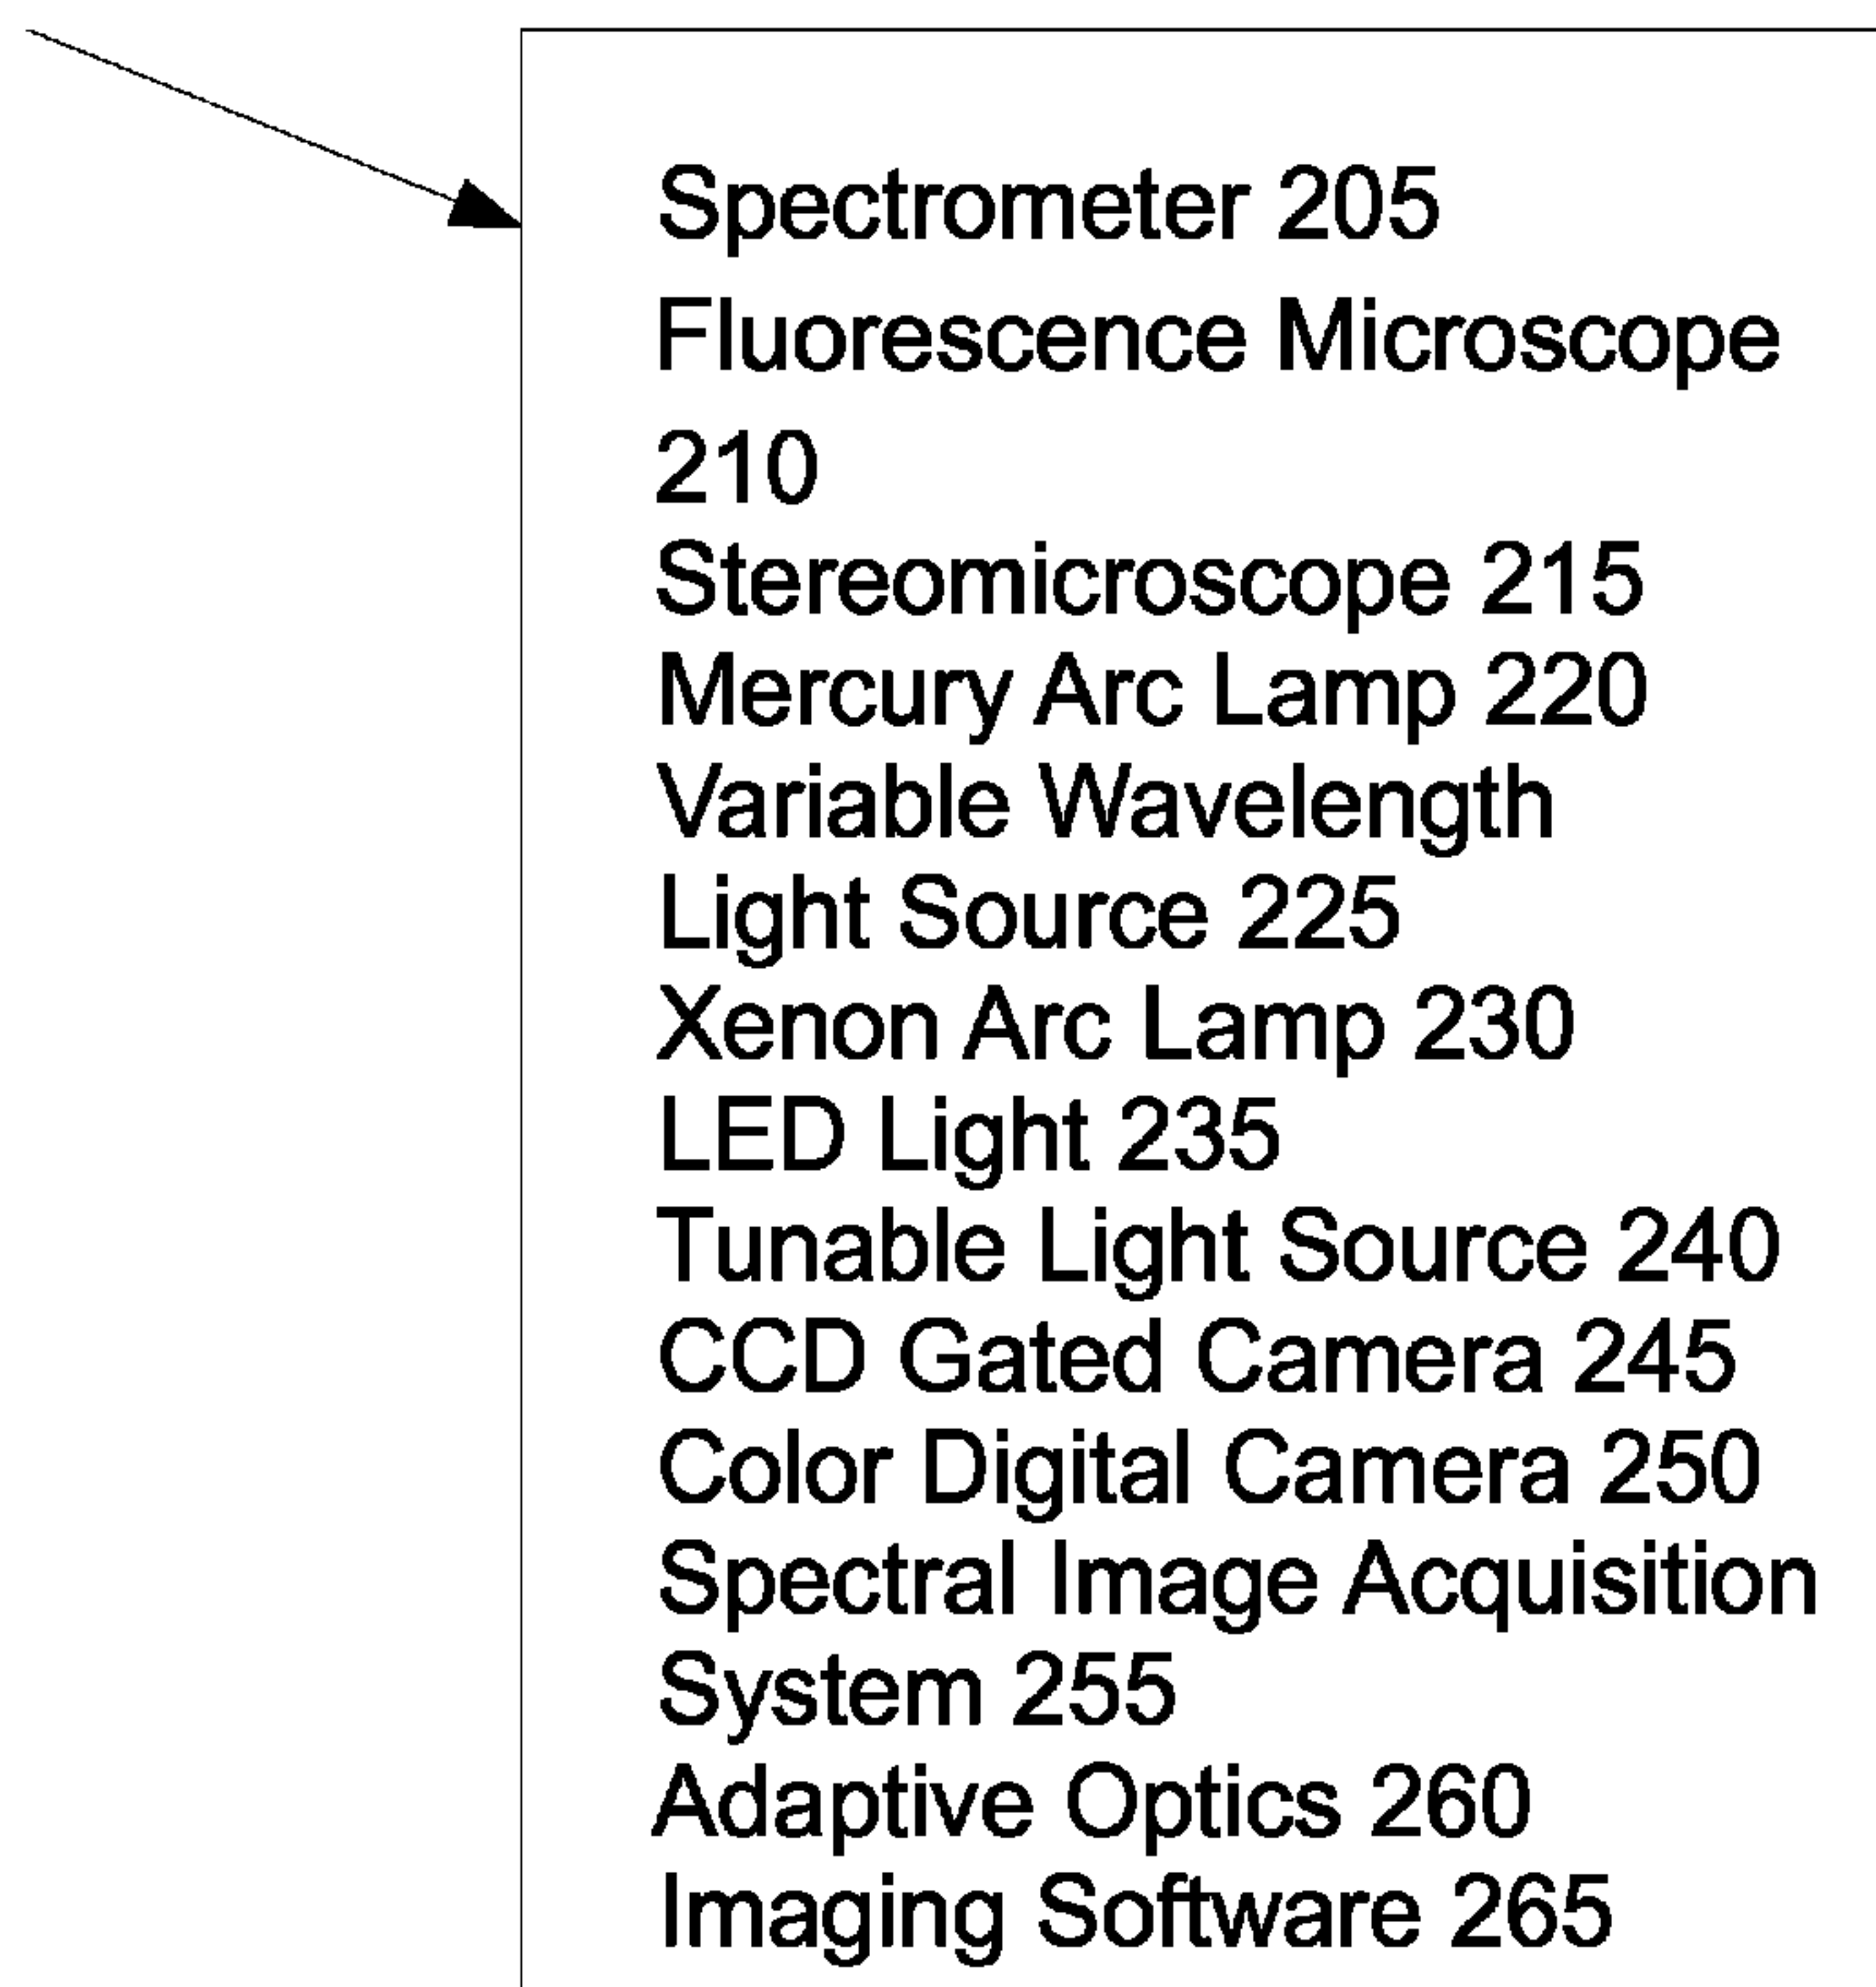 Spectrometer 205
Fluorescence Microscope
210
Stereomicroscope 215
Mercury Arc Lamp 220
Variable Wavelength
Light Source 225
Xenon Arc Lamp 230
LED Light 235
Tunable Light Source 240
CCD Gated Camera 245
Color Digital Camera 250
Spectral Image Acquisition
System 255
Adaptive Optics 260
Imaging Software 265